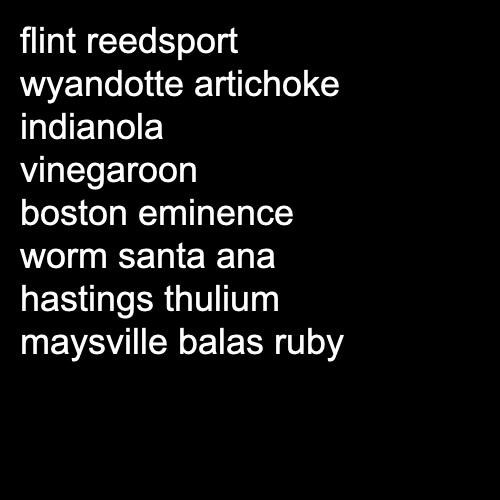 flint reedsport
wyandotte artichoke
indianola
vinegaroon
boston eminence
worm santa ana
hastings thulium
maysville balas ruby